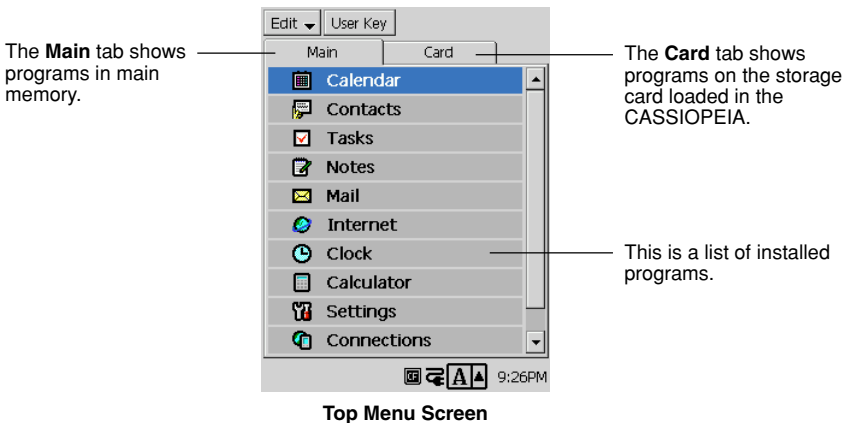 Edit User Key
Main Card
The Main tab shows
programs in main
memory.
The Card tab shows
programs on the storage
card loaded in the
CASSIOPEIA.
Calendar
Contacts
Tasks
Notes
Mail
Internet
Clock
This is a list of installed
programs.
Calculator
Settings
Connections
CF A 9:26PM
Top Menu Screen